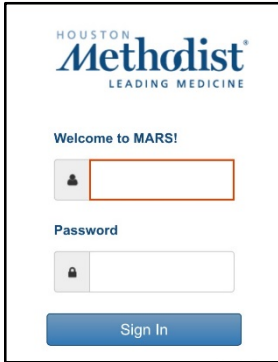 HOUSTON
Methodist®
LEADING MEDICINE
Welcome to MARS!
Password
Sign In